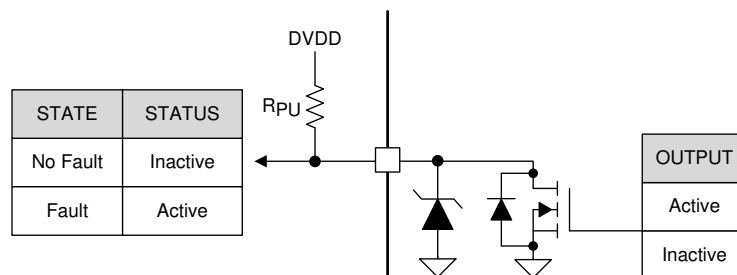 DVDD
RPU
STATE STATUS
No Fault Inactive
Fault Active
OUTPUT
Active
Inactive